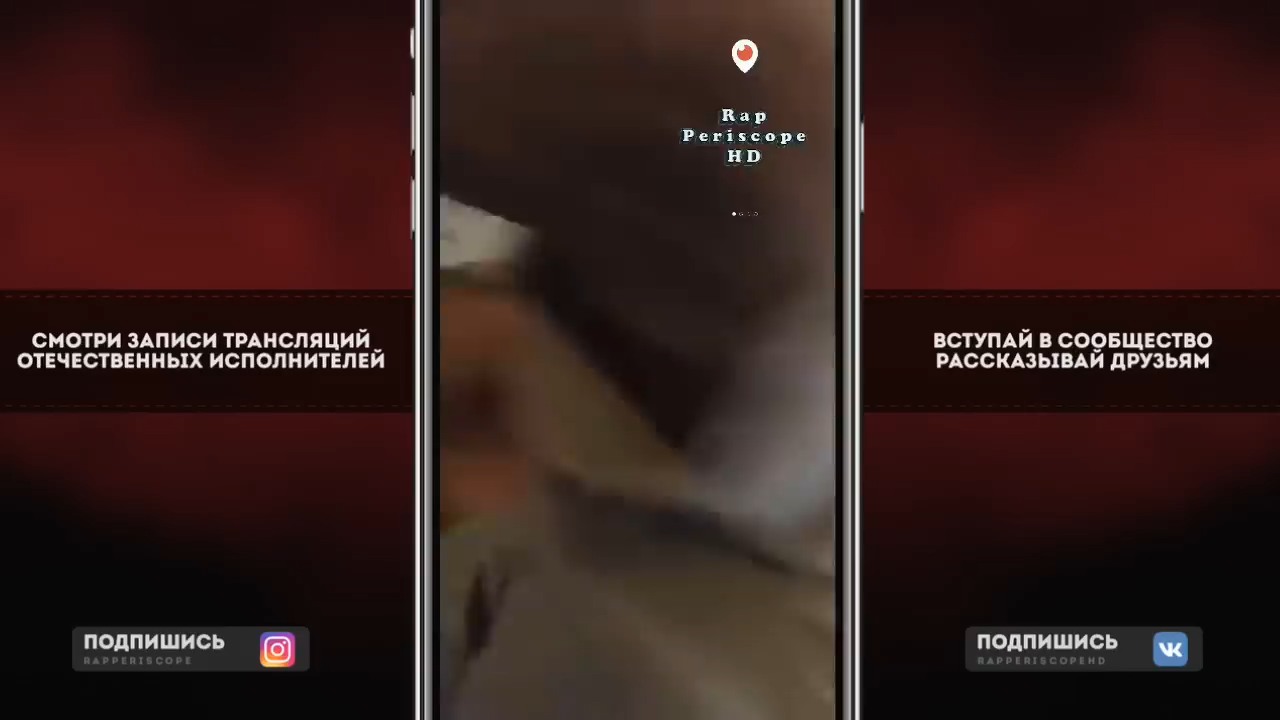 Rap
Periscope
HD
СМОТРИ ЗАПИСИ ТРАНСЛЯЦИЙ
ОТЕЧЕСТВЕННЫХ ИСПОЛНИТЕЛЕЙ
ВСТУПАЙ В СООБЩЕСТВО
РАССКАЗЫВАЙ ДРУЗЬЯМ
ПОДПИШИСЬ
RAPPERISCOPE
ПОДПИШИСЬ
RAPPERISCOPEHD